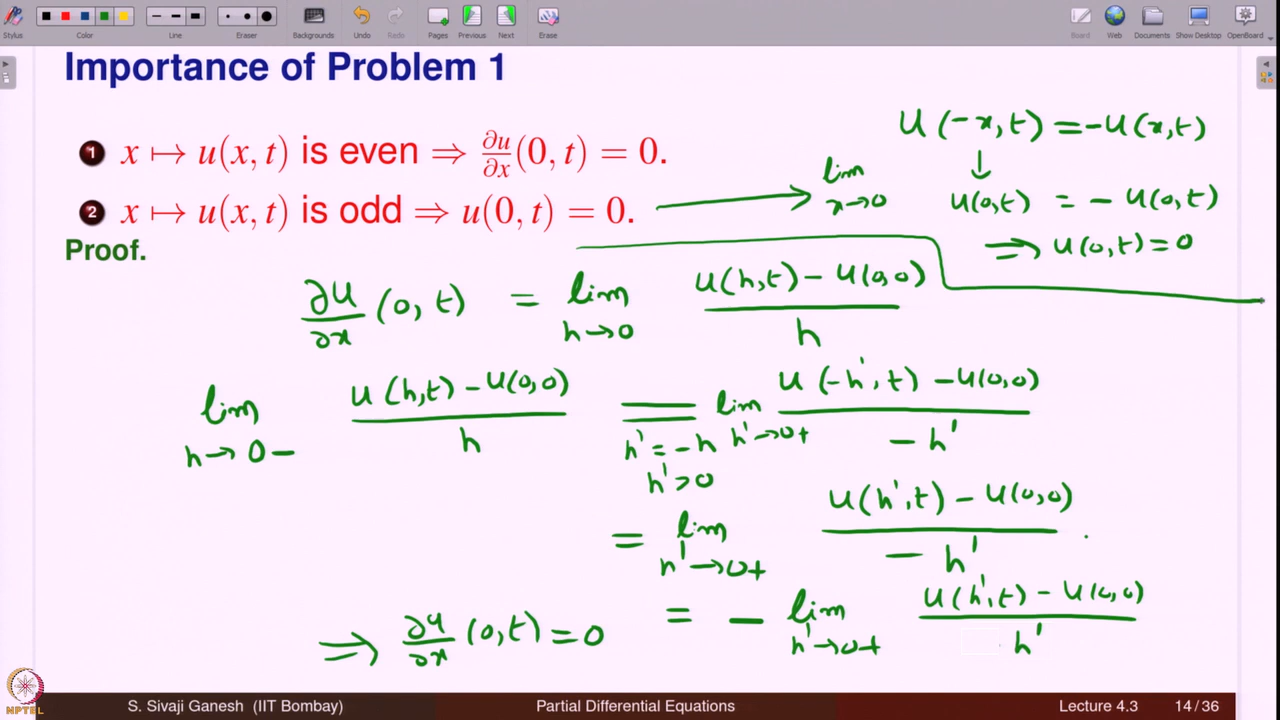 Stylus Color Line Eraser Backgrounds Undo Redo Pages Previous Next Erase Board Web Documents Show Desktop OpenBoard
Importance of Problem 1
1 x ↦ u(x, t) is even ⇒ ∂u/∂x (0, t) = 0.
2 x ↦ u(x, t) is odd ⇒ u(0, t) = 0.
lim x→0
u(-x,t) = -u(x,t)
↓
u(0,t) = - u(0,t)
⇒ u(0,t) = 0
Proof.
∂u/∂x (0, t) = lim h→0 u(h,t) - u(0,0) / h
lim h→0- u(h,t) - u(0,0) / h = h' = -h h' > 0 lim h'→0+ u(-h',t) - u(0,0) / -h'
= lim h'→0+ u(h',t) - u(0,0) / -h' .
= - lim h'→0+ u(h',t) - u(0,0) / h'
⇒ ∂u/∂x (0,t) = 0
NPTEL
S. Sivaji Ganesh (IIT Bombay) Partial Differential Equations Lecture 4.3 14 / 36